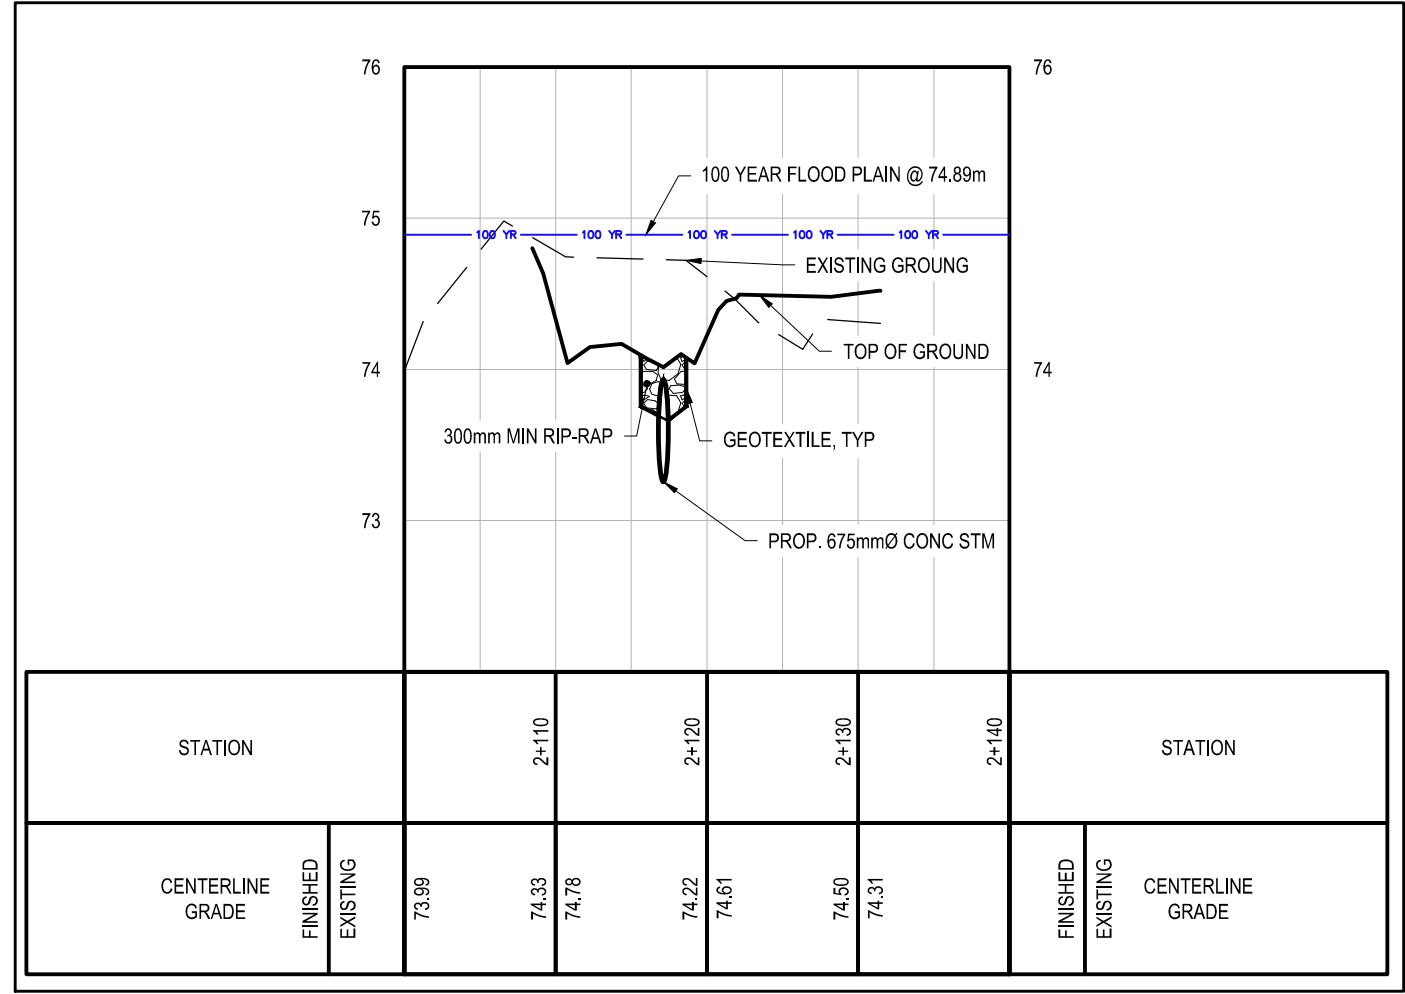 76
76
100 YEAR FLOOD PLAIN @ 74.89m
75
100 YR 100 YR 100 YR 100 YR 100 YR
EXISTING GROUNG
TOP OF GROUND
74
74
300mm MIN RIP-RAP
GEOTEXTILE, TYP
73
PROP. 675mmØ CONC STM
STATION
2+110
2+120
2+130
2+140
STATION
CENTERLINE
GRADE
FINISHED
EXISTING
73.99
74.33
74.78
74.22
74.61
74.50
74.31
FINISHED
EXISTING
CENTERLINE
GRADE